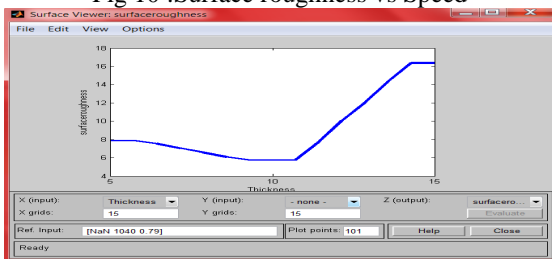 Fig 10 :Surface roughness vs Speed
Surface Viewer: surfaceroughness
File Edit View Options
18
16
14
12
10
8
6
4
surfaceroughness
5 10 15
Thickness
X (input): Thickness Y (input): - none - Z (output): surfacero...
X grids: 15 Y grids: 15 Evaluate
Ref. Input: [NaN 1040 0.79] Plot points: 101 Help Close
Ready